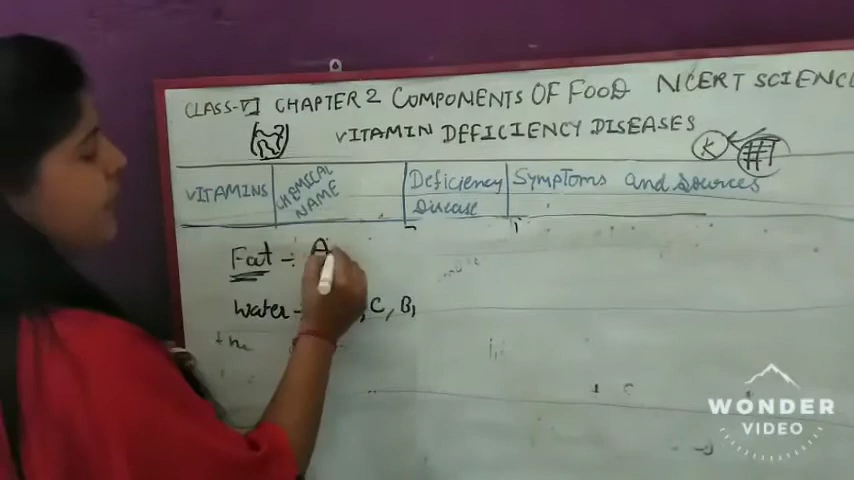 CLASS-VI CHAPTER 2 COMPONENTS OF FOOD NCERT SCIENC
VITAMIN DEFICIENCY DISEASES
K #1
VITAMINS CHEMICAL NAME Deficiency Disease Symptoms and Sources
Fat - A
Water - , C, B,
WONDER
VIDEO